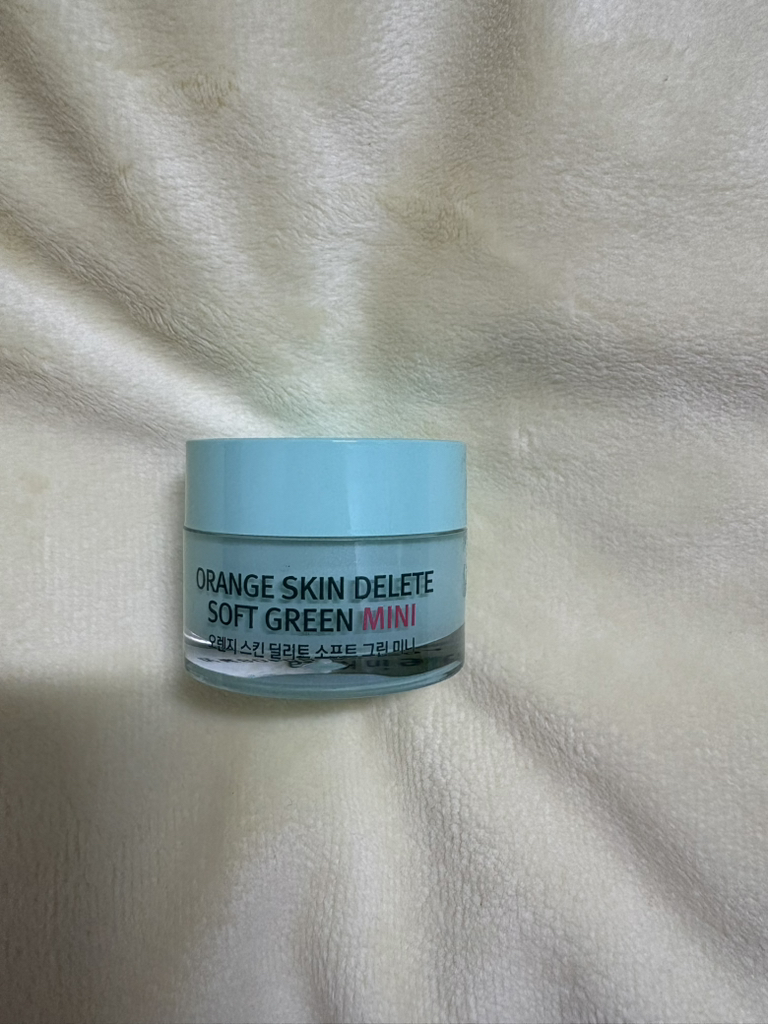 ORANGE SKIN DELETE
SOFT GREEN MINI
오렌지 스킨 딜리트 소프트 그린 미니